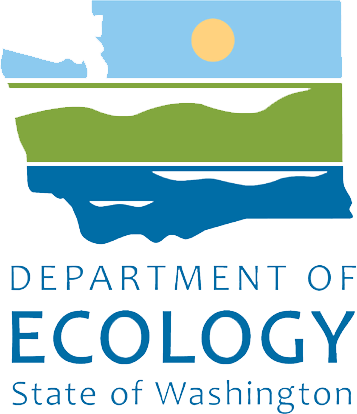 DEPARTMENT OF
ECOLOGY
State of Washington